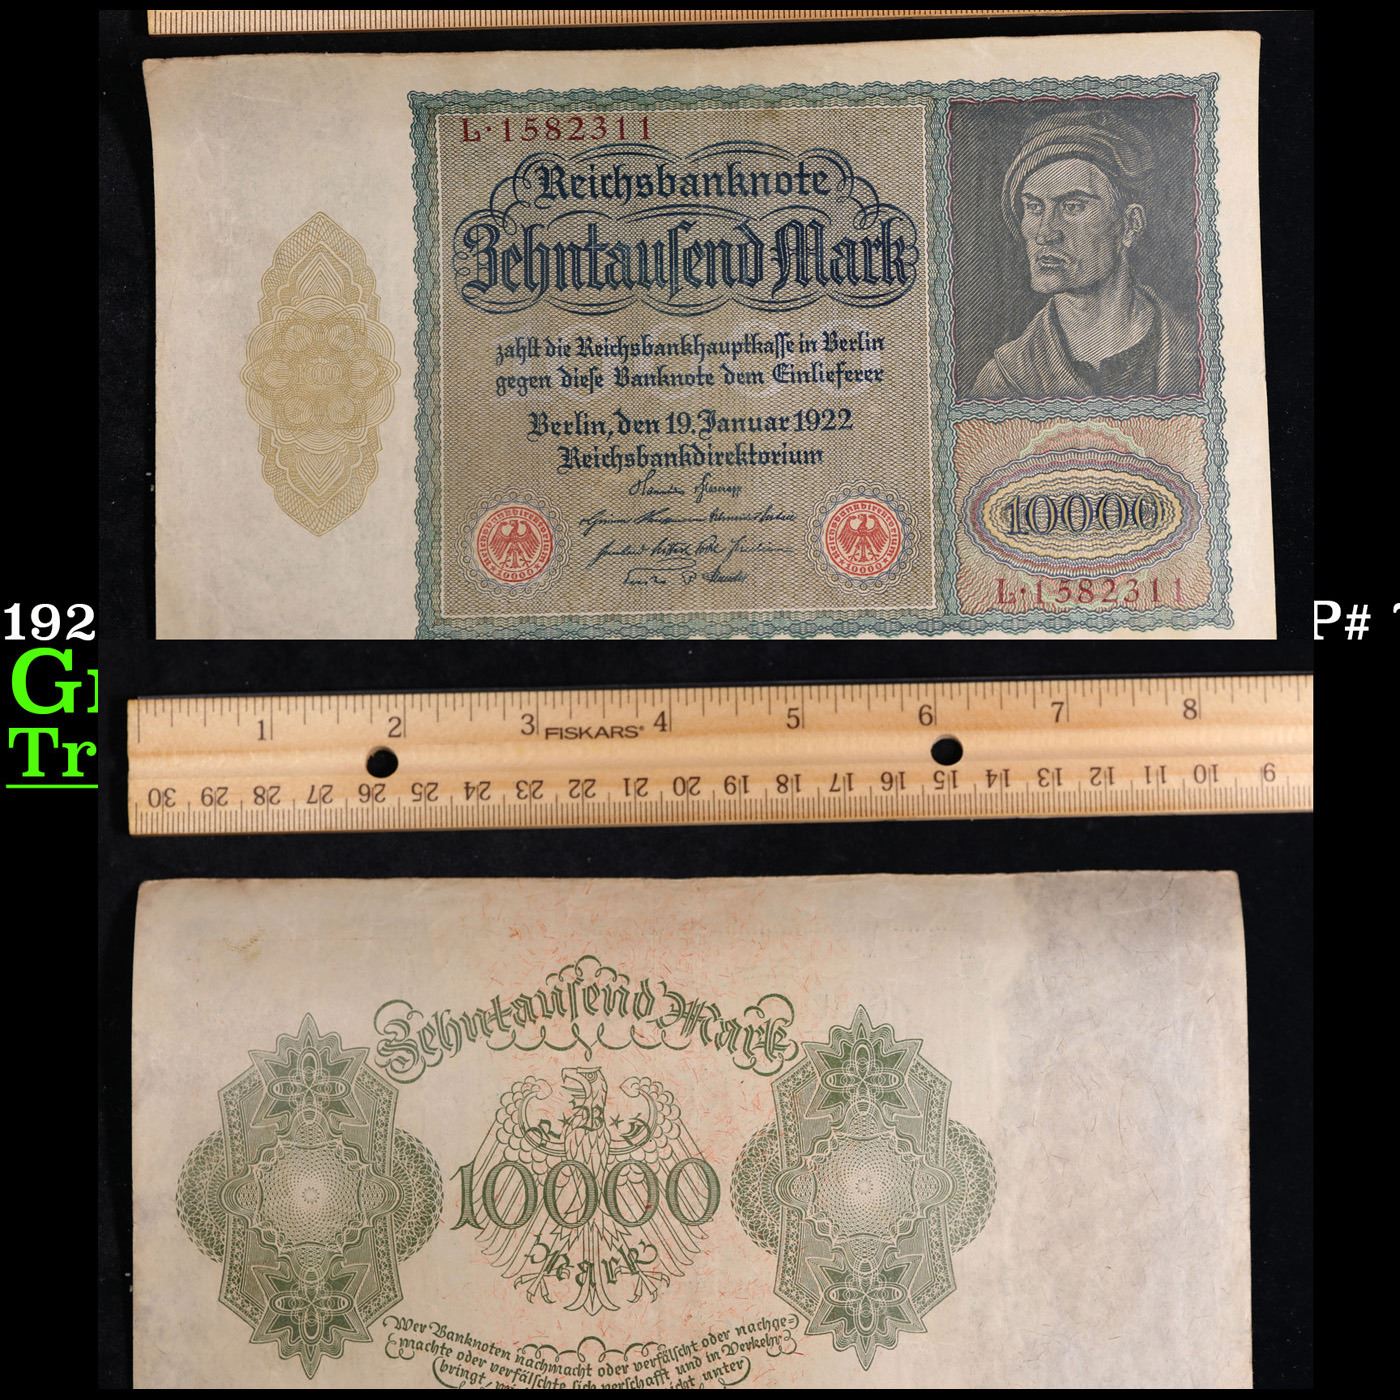 L·1582311
Reichsbanknote
Zehntausend Mark
zahlt die Reichsbankhauptkasse in Berlin
gegen diese Banknote dem Einlieferer
Berlin, den 19. Januar 1922
Reichsbankdirektorium
10000
L·1582311
192
P#
Gr
Tr
1 2 3 FISKARS® 4 5 6 7 8
30 29 28 27 26 25 24 23 22 21 20 19 18 17 16 15 14 13 12 11 10 9
Zehntausend Mark
R★B★D
10000
Mark
Wer Banknoten nachmacht oder verfälscht oder nachge=
machte oder verfälschte sich verschafft und in Verkehr
bringt,